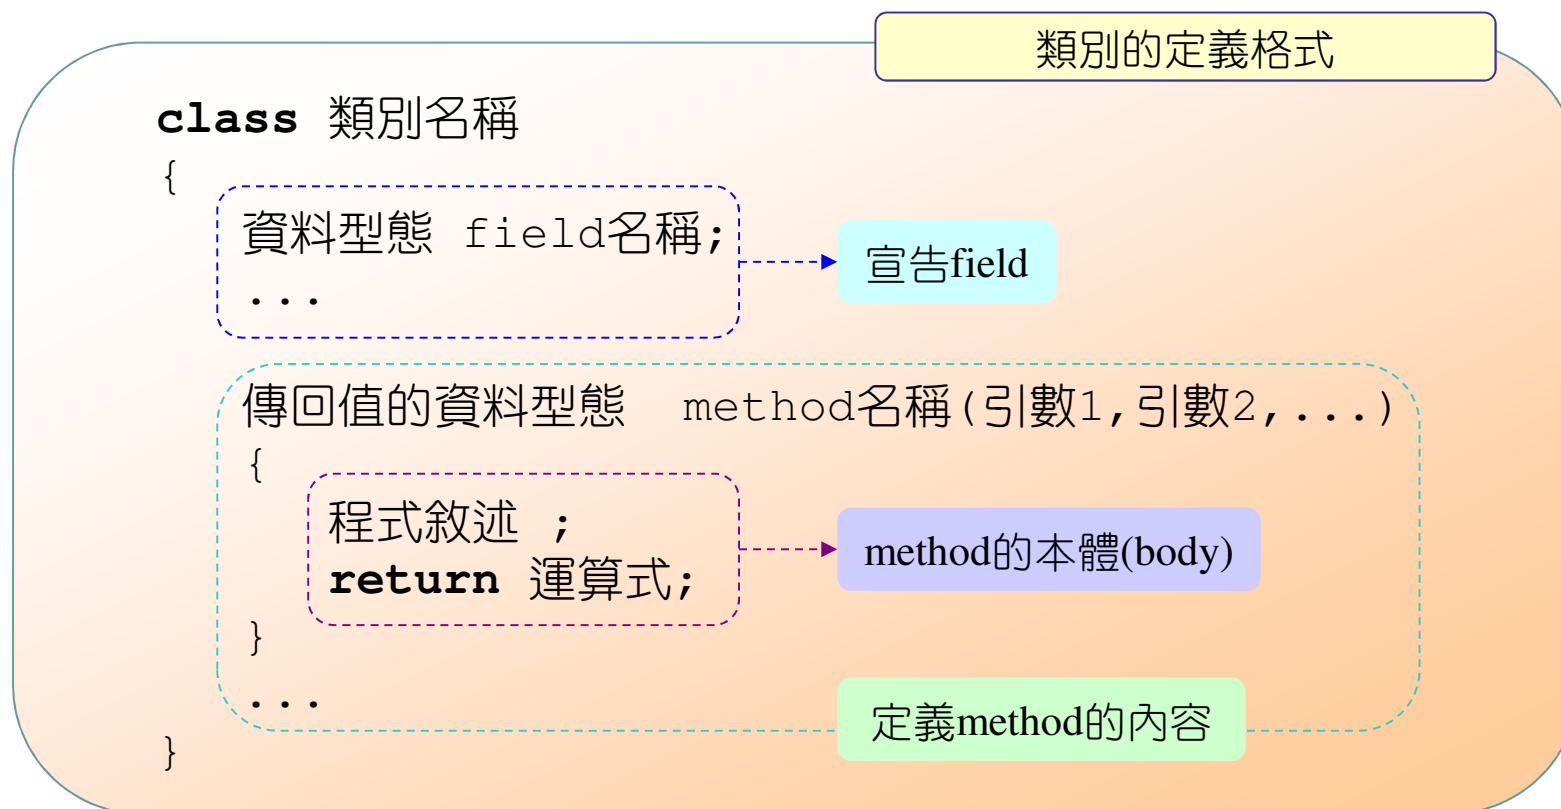 類別的定義格式
class 類別名稱
{
資料型態 field名稱;
...
宣告field
傳回值的資料型態 method名稱(引數1,引數2,...)
{
程式敘述 ;
return 運算式;
method的本體(body)
}
...
定義method的內容
}